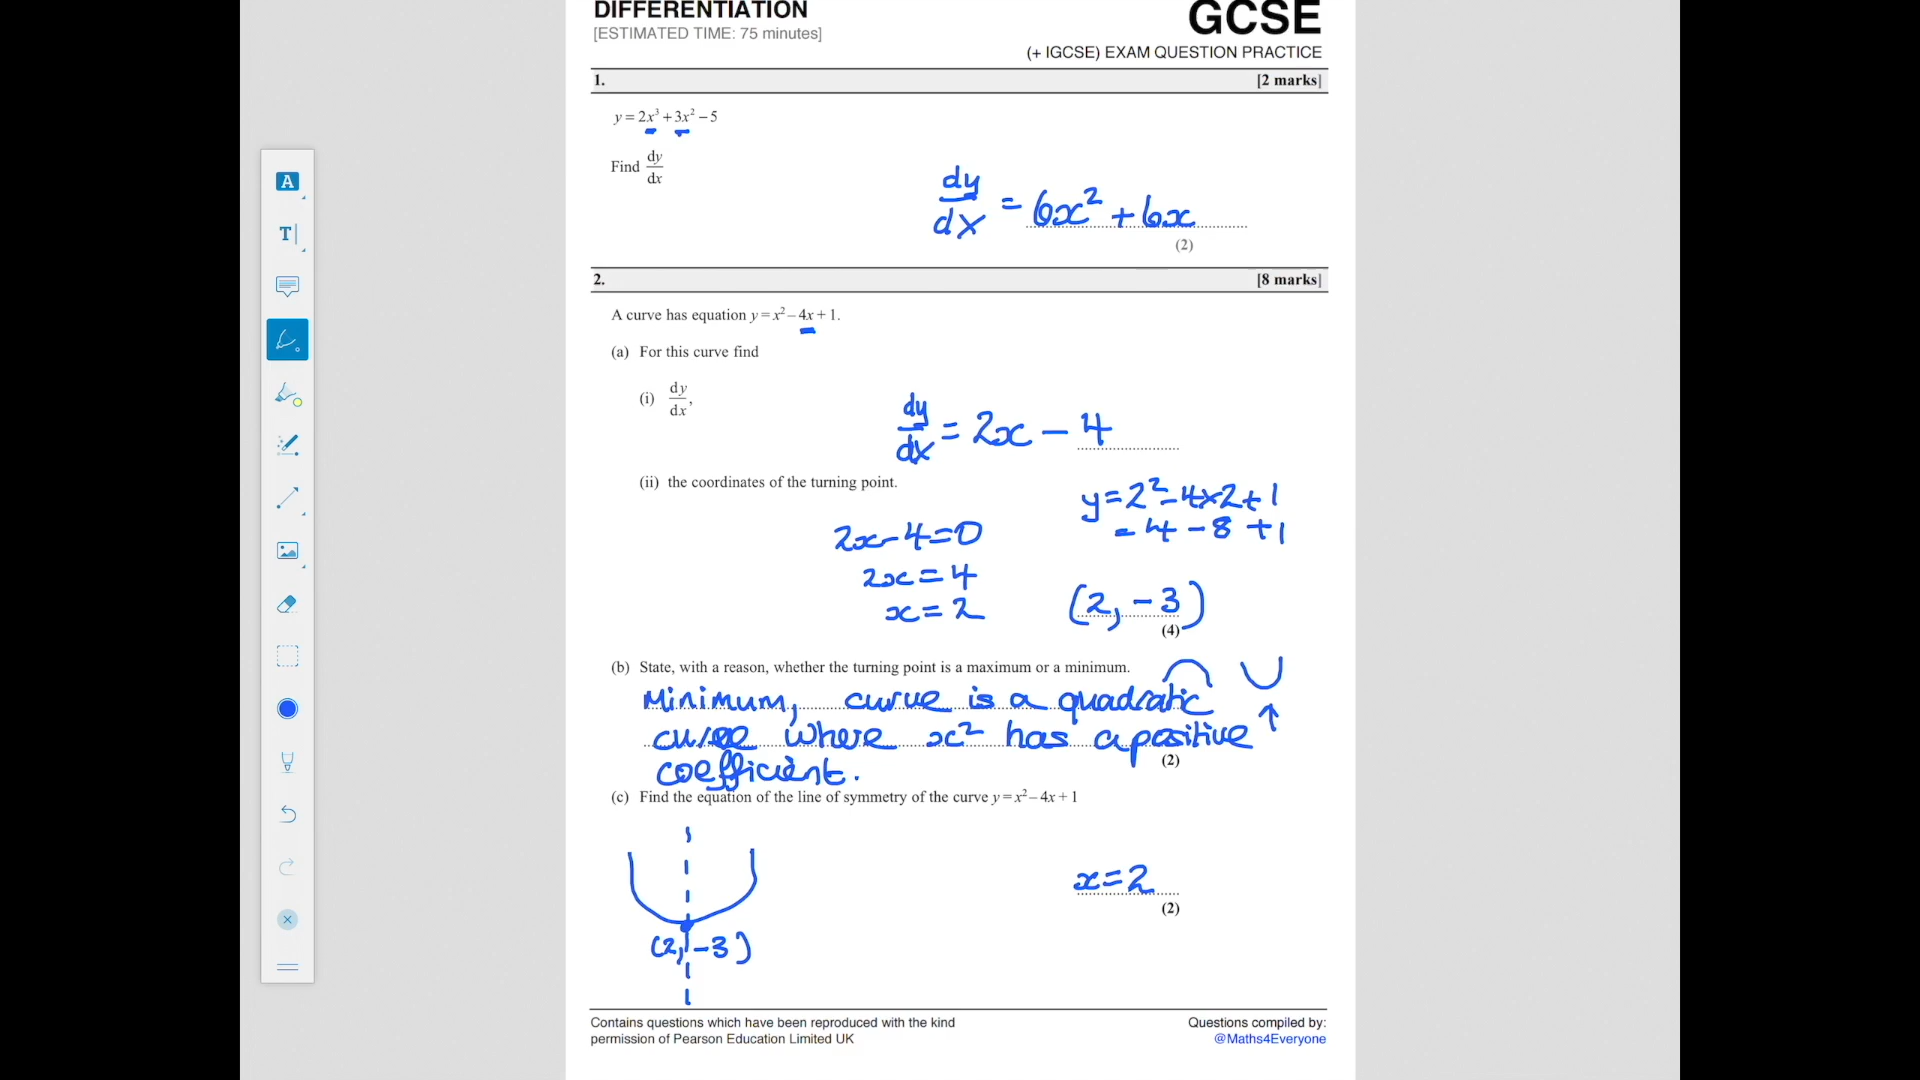 DIFFERENTIATION
[ESTIMATED TIME: 75 minutes]
GCSE
(+ IGCSE) EXAM QUESTION PRACTICE
1. [2 marks]
y = 2x³ + 3x² – 5
Find dy/dx
dy/dx = 6x² + 6x
(2)
2. [8 marks]
A curve has equation y = x² – 4x + 1.
(a) For this curve find
(i) dy/dx,
dy/dx = 2x – 4
(ii) the coordinates of the turning point.
y = 2² – 4×2 + 1
= 4 – 8 + 1
2x – 4 = 0
2x = 4
x = 2
(2, –3)
(4)
(b) State, with a reason, whether the turning point is a maximum or a minimum.
Minimum, curve is a quadratic
curve where x² has a positive
(2)
coefficient.
(c) Find the equation of the line of symmetry of the curve y = x² – 4x + 1
x = 2
(2)
(2, –3)
Contains questions which have been reproduced with the kind
permission of Pearson Education Limited UK
Questions compiled by:
@Maths4Everyone
A
T